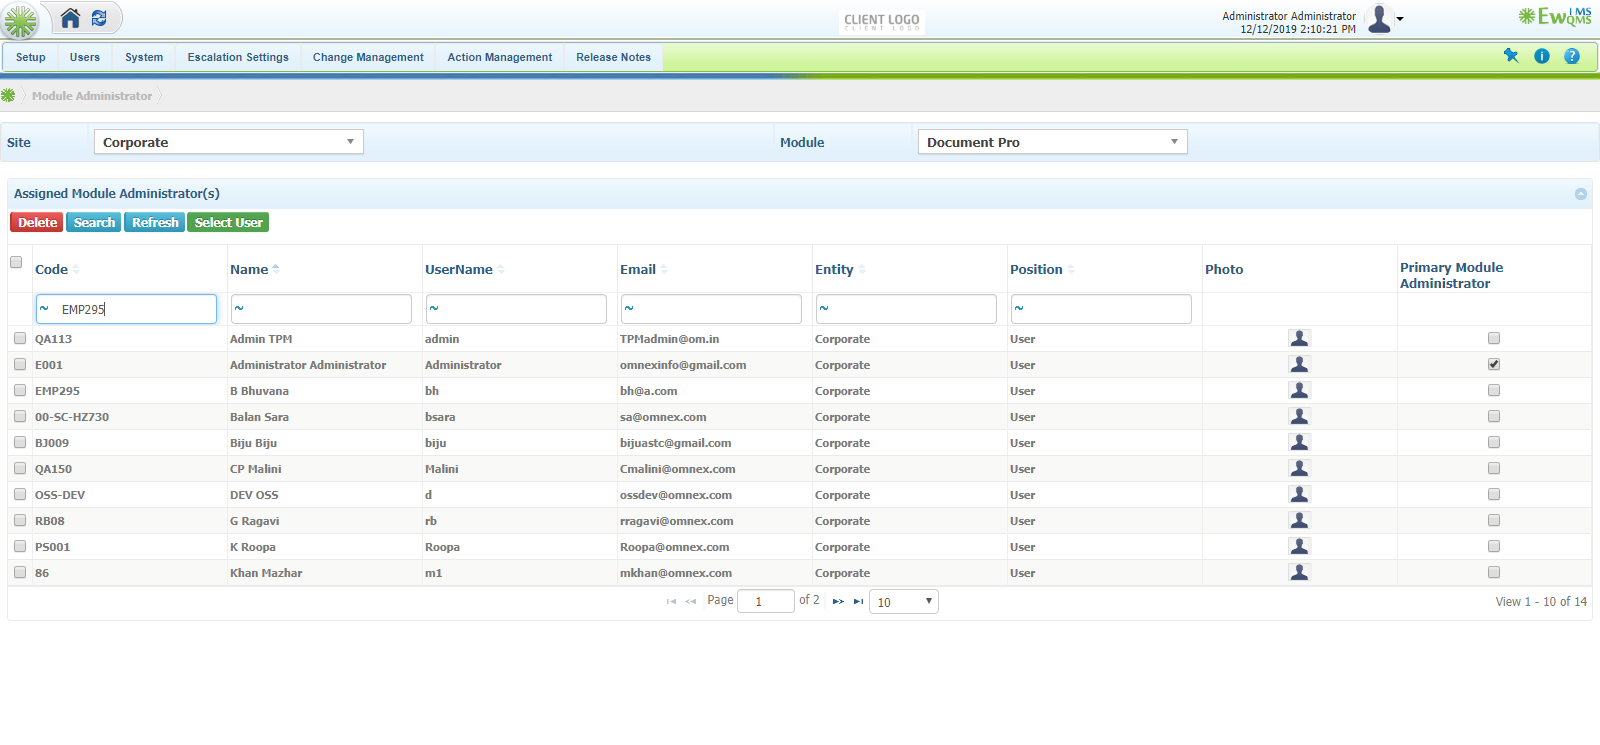 CLIENT LOGO
CLIENT LOGO
Administrator Administrator
12/12/2019 2:10:21 PM
EwIMS
QMS
Setup Users System Escalation Settings Change Management Action Management Release Notes
Module Administrator
Site Corporate Module Document Pro
Assigned Module Administrator(s)
Delete Search Refresh Select User
Code Name UserName Email Entity Position Photo Primary Module
Administrator
~ EMP295 ~ ~ ~ ~ ~
QA113 Admin TPM admin TPMadmin@om.in Corporate User
E001 Administrator Administrator Administrator omnexinfo@gmail.com Corporate User
EMP295 B Bhuvana bh bh@a.com Corporate User
00-SC-HZ730 Balan Sara bsara sa@omnex.com Corporate User
BJ009 Biju Biju biju bijuastc@gmail.com Corporate User
QA150 CP Malini Malini Cmalini@omnex.com Corporate User
OSS-DEV DEV OSS d ossdev@omnex.com Corporate User
RB08 G Ragavi rb rragavi@omnex.com Corporate User
PS001 K Roopa Roopa Roopa@omnex.com Corporate User
86 Khan Mazhar m1 mkhan@omnex.com Corporate User
Page 1 of 2 10 View 1 - 10 of 14